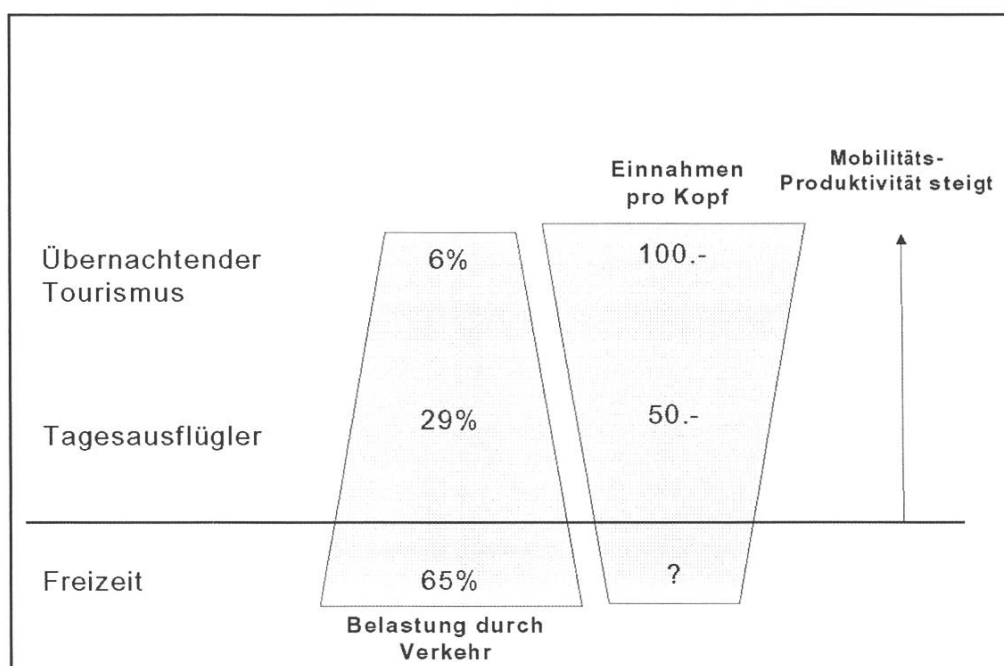 Einnahmen
pro Kopf
Mobilitäts-
Produktivität steigt
Übernachtender
Tourismus
6%
100.-
Tagesausflügler
29%
50.-
Freizeit
65%
?
Belastung durch
Verkehr